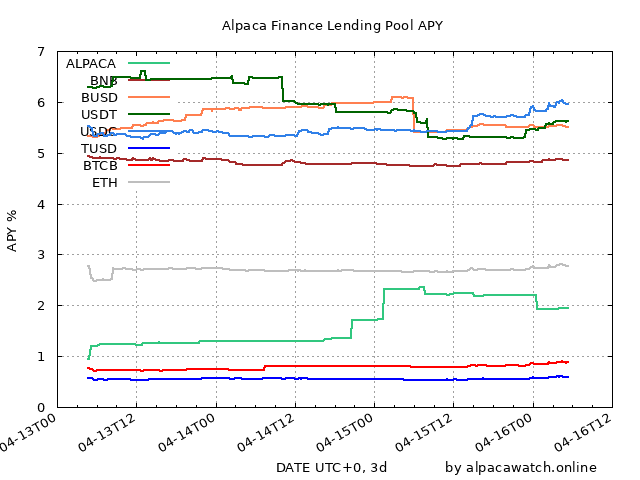 Alpaca Finance Lending Pool APY
7
6
5
4
3
2
1
0
APY %
ALPACA
BNB
BUSD
USDT
USDC
TUSD
BTCB
ETH
04-13T00
04-13T12
04-14T00
04-14T12
04-15T00
04-15T12
04-16T00
04-16T12
DATE UTC+0, 3d
by alpacawatch.online